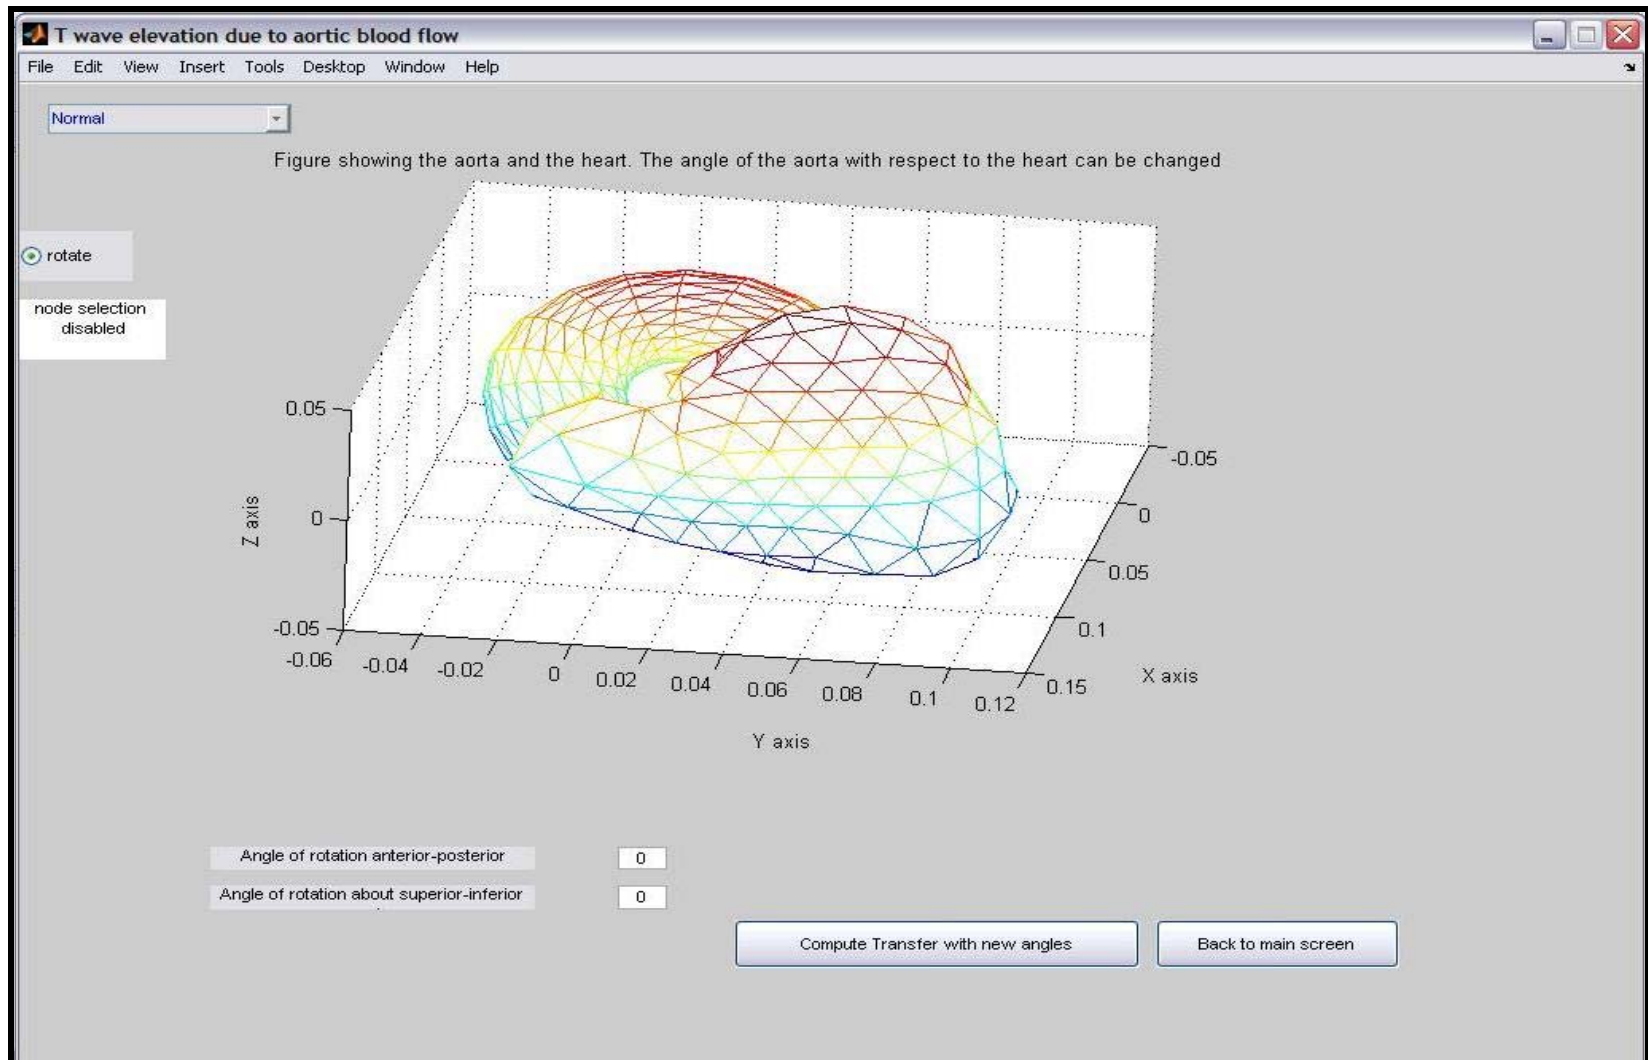 T wave elevation due to aortic blood flow
File Edit View Insert Tools Desktop Window Help
Normal
Figure showing the aorta and the heart. The angle of the aorta with respect to the heart can be changed
rotate
node selection
disabled
0.05
0
-0.05
Z axis
-0.06 -0.04 -0.02 0 0.02 0.04 0.06 0.08 0.1 0.12
Y axis
-0.05
0
0.05
0.1
0.15
X axis
Angle of rotation anterior-posterior 0
Angle of rotation about superior-inferior 0
Compute Transfer with new angles Back to main screen